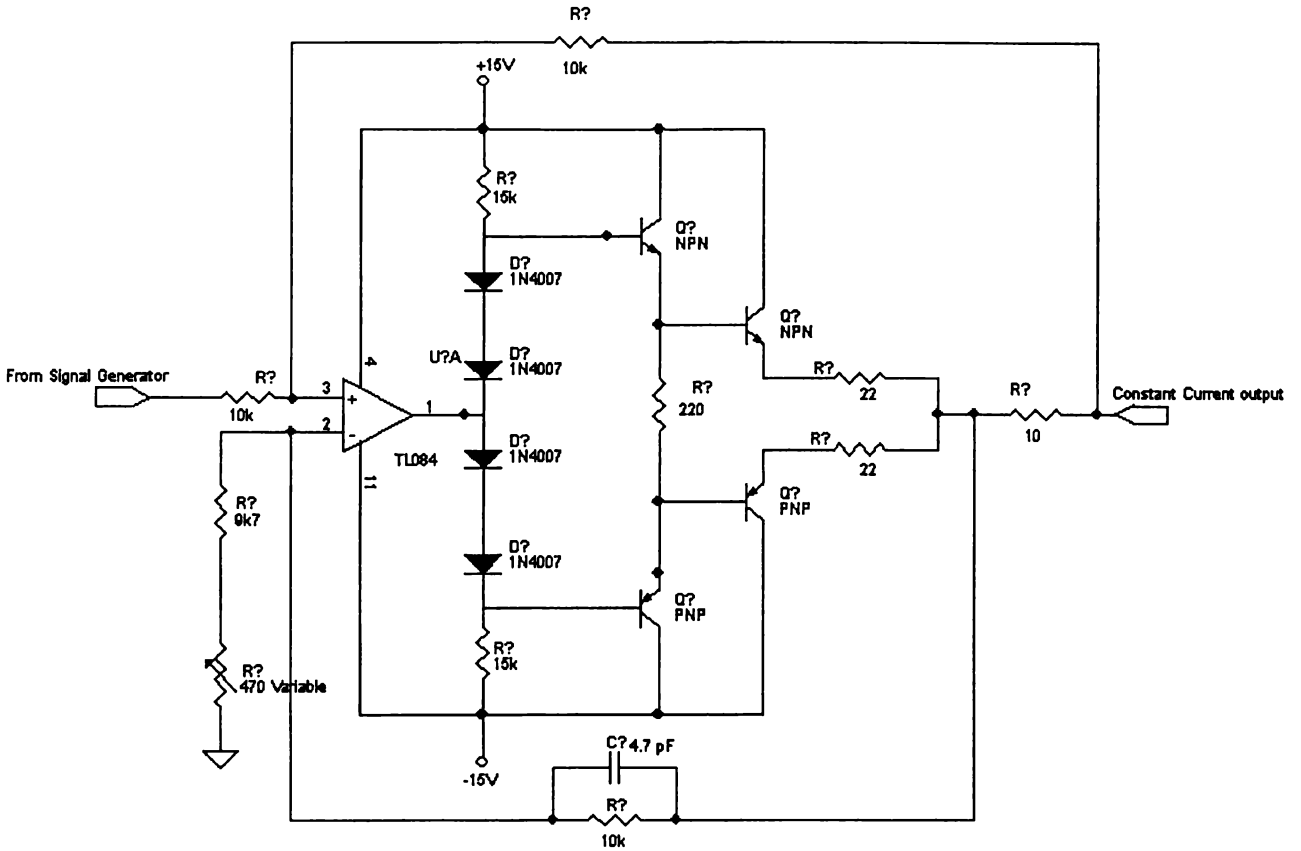 R?
10k
+15V
R?
15k
Q?
NPN
D?
1N4007
Q?
NPN
U?A
D?
1N4007
4
From Signal Generator
R?
10k
3
+
2
-
1
TL084
11
R?
220
R?
22
R?
10
Constant Current output
D?
1N4007
R?
22
R?
9k7
Q?
PNP
D?
1N4007
Q?
PNP
R?
15k
R?
470 Variable
-15V
C? 4.7 pF
R?
10k